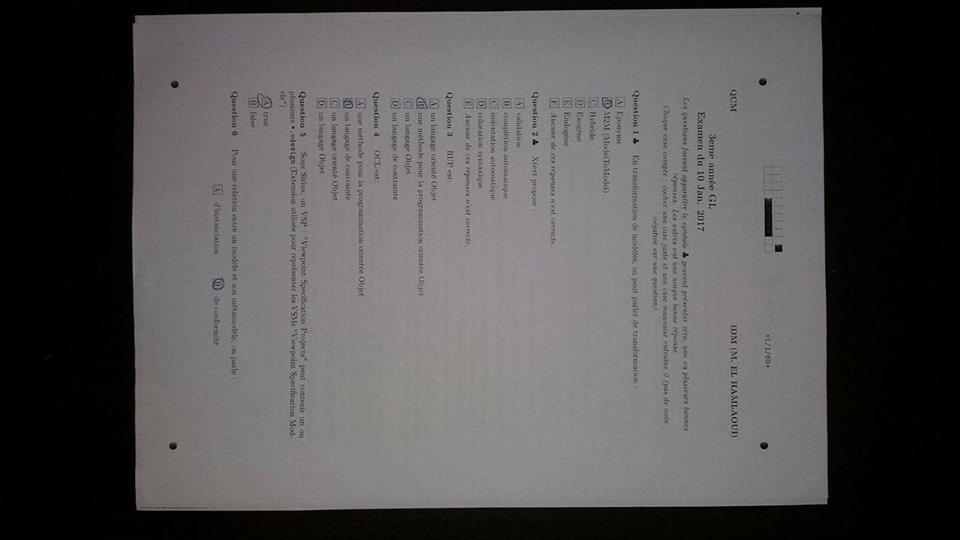 QCM
IDM (M. EL HAMLAOUI)
*1/1/60*
3eme année GL
Examen du 10 Jan. 2017
Les questions faisant apparaître le symbole ♣ peuvent présenter zéro, une ou plusieurs bonnes
réponses. Les autres ont une unique bonne réponse.
(Chaque case compte : cocher une case juste et une case mauvaise entraîne 0 (pas de note
négative sur une question).
Question 1 ♣ En transformation de modèles, on peut parler de transformation :
A Eponyme
B M2M (ModelToModel)
C Hybride
D Exogène
E Endogène
F Aucune de ces réponses n'est correcte.
Question 2 ♣ Xtext propose :
A validation
B complétion automatique
C indentation automatique
D coloration syntaxique
E Aucune de ces réponses n'est correcte.
Question 3 RUP est:
A un langage orienté Objet
B une méthode pour la programmation orientée Objet
C un langage Objet
D un langage de contrainte
Question 4 OCL est:
A une méthode pour la programmation orientée Objet
B un langage de contrainte
C un langage orienté Objet
D un langage Objet
Question 5 Sous Sirius, un VSP : "Viewpoint Specification Projects" peut contenir un ou
plusieurs *.odesign (Extension utilisée pour représenter les VSMs "Viewpoint Specification Mod-
els")
A true
B false
Question 6 Pour une relation entre un modèle et son métamodèle, on parle :
A d'instanciation
B de conformité